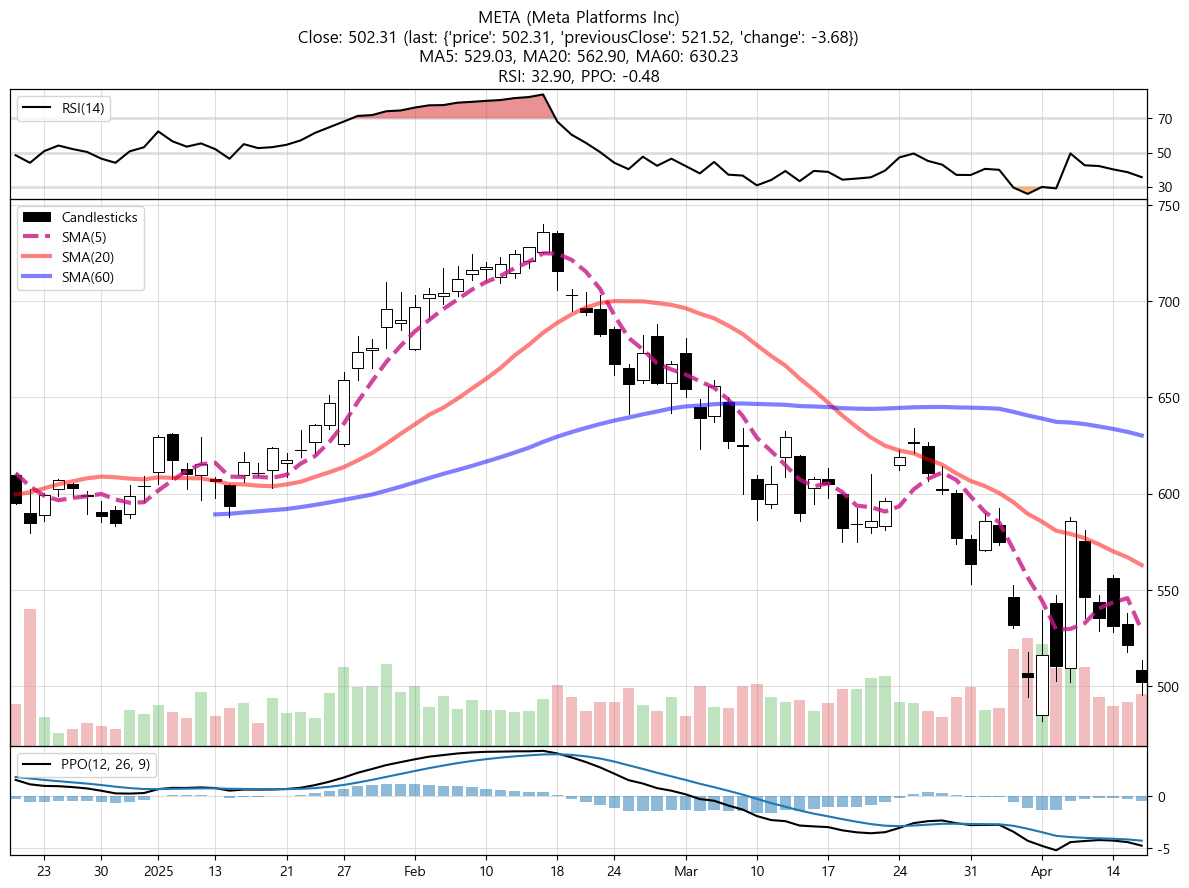 META (Meta Platforms Inc)
Close: 502.31 (last: {'price': 502.31, 'previousClose': 521.52, 'change': -3.68})
MA5: 529.03, MA20: 562.90, MA60: 630.23
RSI: 32.90, PPO: -0.48
RSI(14)
70
50
30
Candlesticks
SMA(5)
SMA(20)
SMA(60)
750
700
650
600
550
500
PPO(12, 26, 9)
0
-5
23 30 2025 13 21 27 Feb 10 18 24 Mar 10 17 24 31 Apr 14